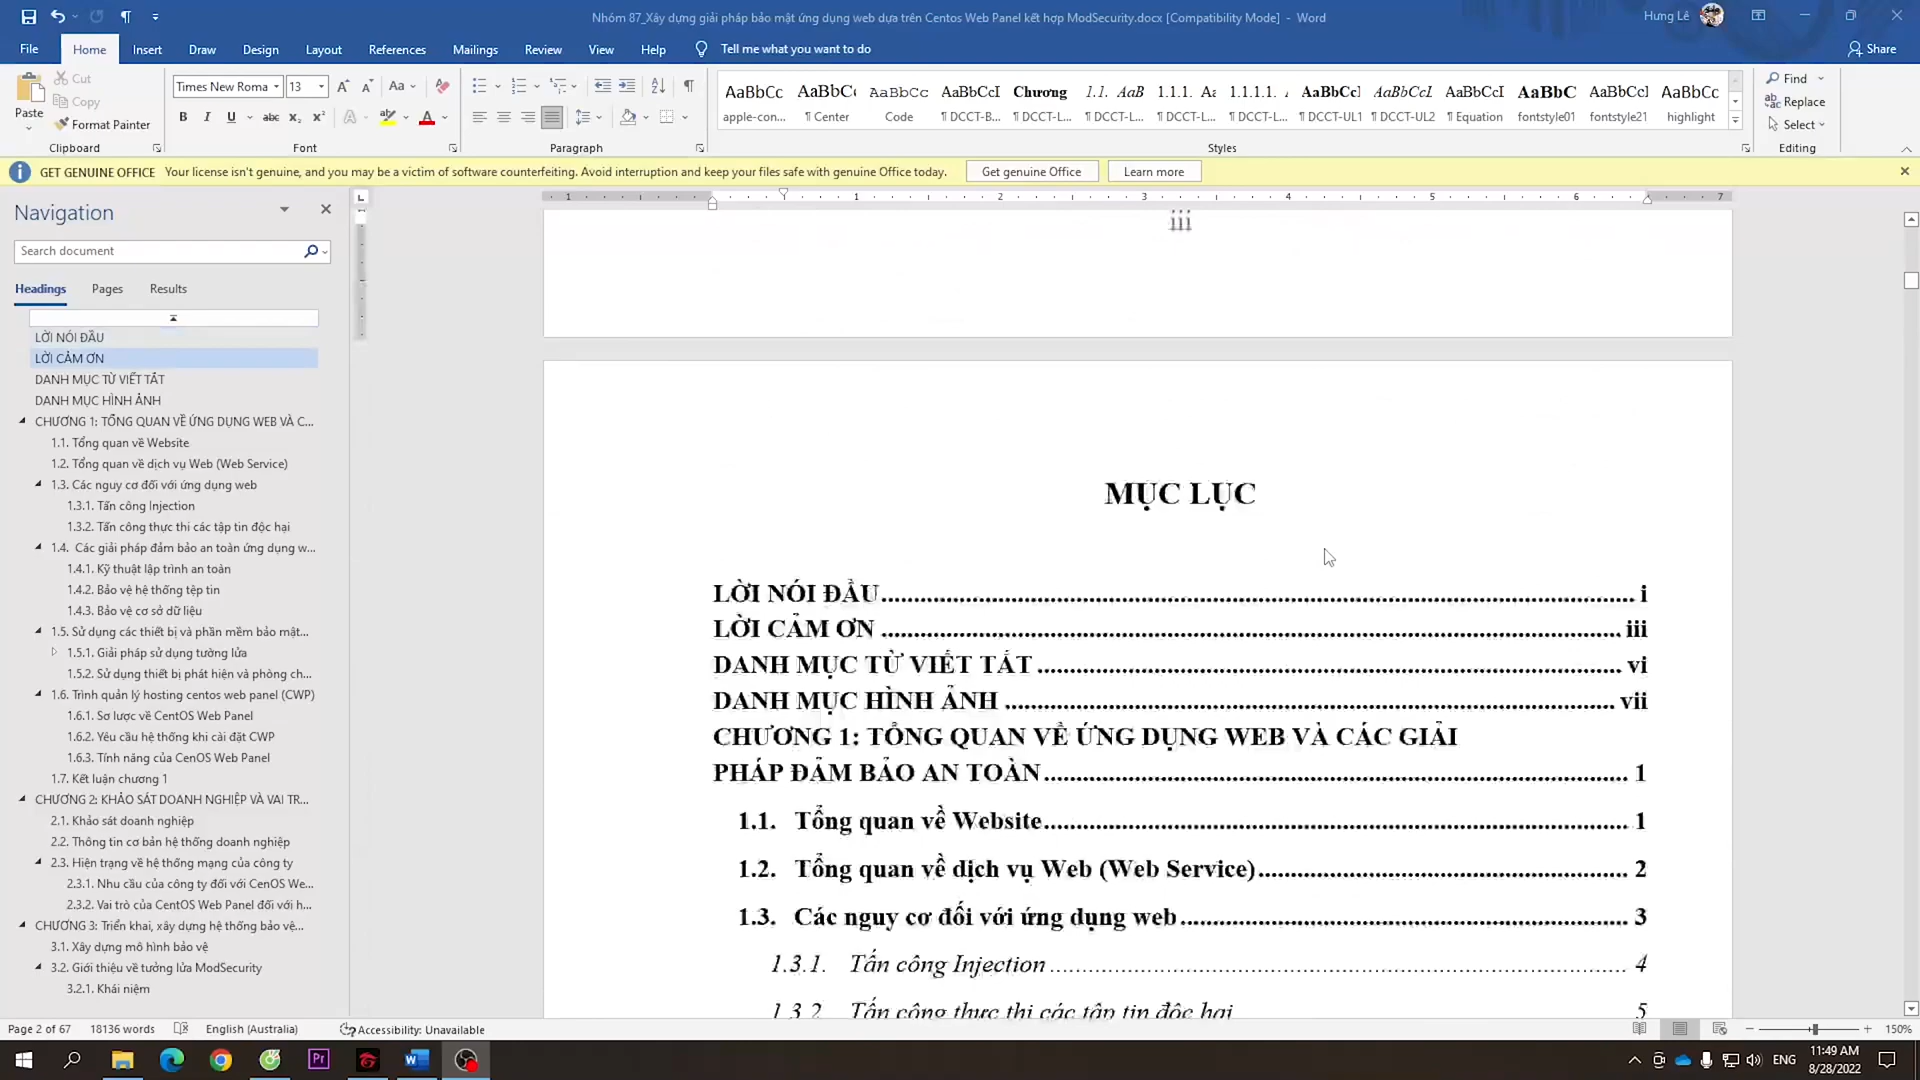 Nhóm 87_Xây dựng giải pháp bảo mật ứng dụng web dựa trên Centos Web Panel kết hợp ModSecurity.docx [Compatibility Mode] - Word
Hưng Lê
File Home Insert Draw Design Layout References Mailings Review View Help Tell me what you want to do Share
Paste
Cut
Copy
Format Painter
Clipboard
Times New Roma 13
Font
Paragraph
AaBbCc AaBbC AaBbCc AaBbCcI Chương 1.1. AaB 1.1.1. Aa 1.1.1.1. AaBbCc] AaBbCcL AaBbCcI AaBbC AaBbCcI AaBbCc
apple-con... ¶ Center Code ¶ DCCT-B... ¶ DCCT-L... ¶ DCCT-L... ¶ DCCT-L... ¶ DCCT-L... ¶ DCCT-UL1 ¶ DCCT-UL2 ¶ Equation fontstyle01 fontstyle21 highlight
Styles
Find
Replace
Select
Editing
GET GENUINE OFFICE Your license isn't genuine, and you may be a victim of software counterfeiting. Avoid interruption and keep your files safe with genuine Office today. Get genuine Office Learn more
Navigation
Search document
Headings Pages Results
LỜI NÓI ĐẦU
LỜI CẢM ƠN
DANH MỤC TỪ VIẾT TẮT
DANH MỤC HÌNH ẢNH
CHƯƠNG 1: TỔNG QUAN VỀ ỨNG DỤNG WEB VÀ C...
1.1. Tổng quan về Website
1.2. Tổng quan về dịch vụ Web (Web Service)
1.3. Các nguy cơ đối với ứng dụng web
1.3.1. Tấn công Injection
1.3.2. Tấn công thực thi các tập tin độc hại
1.4. Các giải pháp đảm bảo an toàn ứng dụng w...
1.4.1. Kỹ thuật lập trình an toàn
1.4.2. Bảo vệ hệ thống tệp tin
1.4.3. Bảo vệ cơ sở dữ liệu
1.5. Sử dụng các thiết bị và phần mềm bảo mật...
1.5.1. Giải pháp sử dụng tường lửa
1.5.2. Sử dụng thiết bị phát hiện và phòng ch...
1.6. Trình quản lý hosting centos web panel (CWP)
1.6.1. Sơ lược về CentOS Web Panel
1.6.2. Yêu cầu hệ thống khi cài đặt CWP
1.6.3. Tính năng của CenOS Web Panel
1.7. Kết luận chương 1
CHƯƠNG 2: KHẢO SÁT DOANH NGHIỆP VÀ VAI TR...
2.1. Khảo sát doanh nghiệp
2.2. Thông tin cơ bản hệ thống doanh nghiệp
2.3. Hiện trạng về hệ thống mạng của công ty
2.3.1. Nhu cầu của công ty đối với CenOS We...
2.3.2. Vai trò của CentOS Web Panel đối với h...
CHƯƠNG 3: Triển khai, xây dựng hệ thống bảo vệ...
3.1. Xây dựng mô hình bảo vệ
3.2. Giới thiệu về tưởng lửa ModSecurity
3.2.1. Khái niệm
1 1 2 3 4 5 6 7
iii
MỤC LỤC
LỜI NÓI ĐẦU i
LỜI CẢM ƠN iii
DANH MỤC TỪ VIẾT TẮT vi
DANH MỤC HÌNH ẢNH vii
CHƯƠNG 1: TỔNG QUAN VỀ ỨNG DỤNG WEB VÀ CÁC GIẢI
PHÁP ĐẢM BẢO AN TOÀN 1
1.1. Tổng quan về Website 1
1.2. Tổng quan về dịch vụ Web (Web Service) 2
1.3. Các nguy cơ đối với ứng dụng web 3
1.3.1. Tấn công Injection 4
1.3.2 Tấn công thực thi các tập tin độc hại 5
Page 2 of 67 18136 words English (Australia) Accessibility: Unavailable 150%
ENG
11:49 AM
8/28/2022